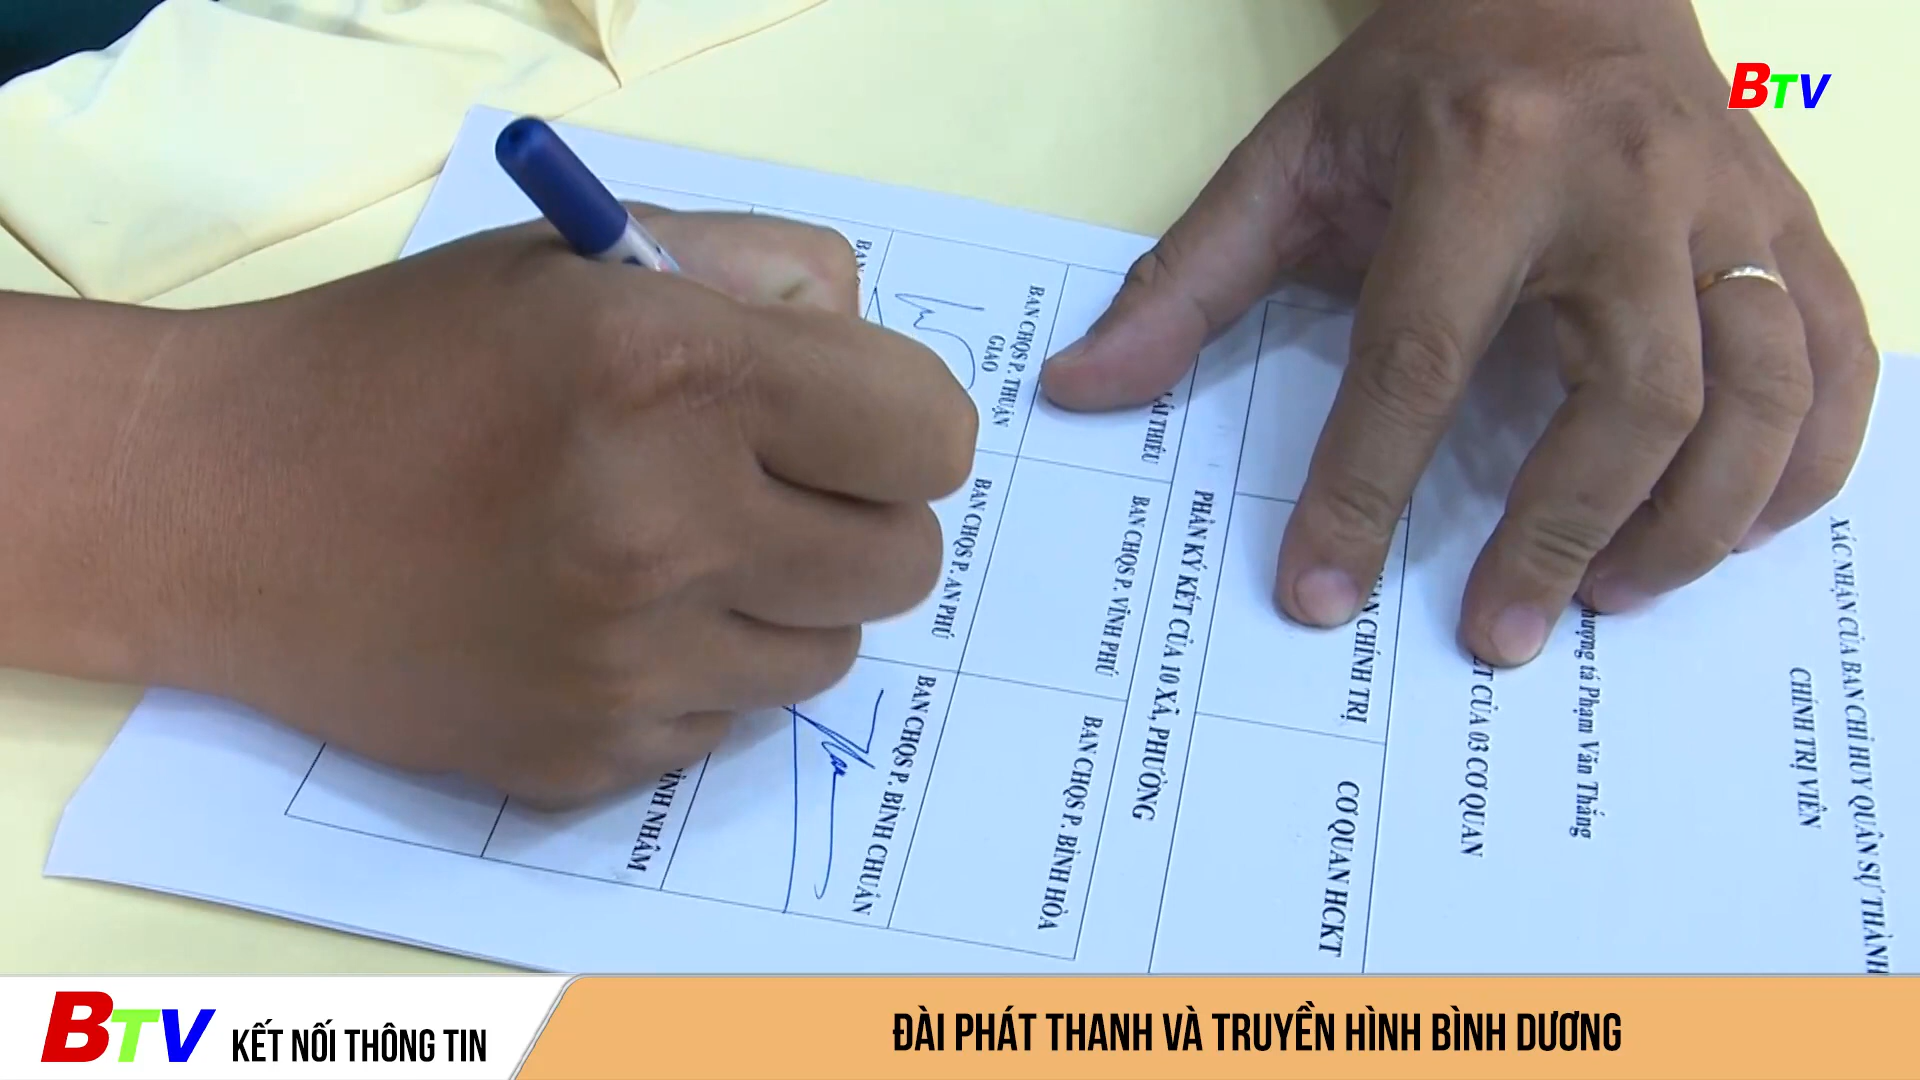 BTV
XÁC NHẬN CỦA BAN CHỈ HUY QUÂN SỰ THÀNH
CHÍNH TRỊ VIÊN
Phạm Văn Thắng
CỦA 03 CƠ QUAN
CHÍNH TRỊ
CƠ QUAN HCKT
PHẦN KÝ KẾT CỦA 10 XÃ, PHƯỜNG
LÁI THIÊU
BAN CHQS P. VĨNH PHÚ
BAN CHQS P. BÌNH HÒA
BAN CHQS P. THUẬN
GIAO
BAN CHQS P. AN PHÚ
BAN CHQS P. BÌNH CHUẨN
BAN
VĨNH NHÂM
BTV KẾT NỐI THÔNG TIN
ĐÀI PHÁT THANH VÀ TRUYỀN HÌNH BÌNH DƯƠNG